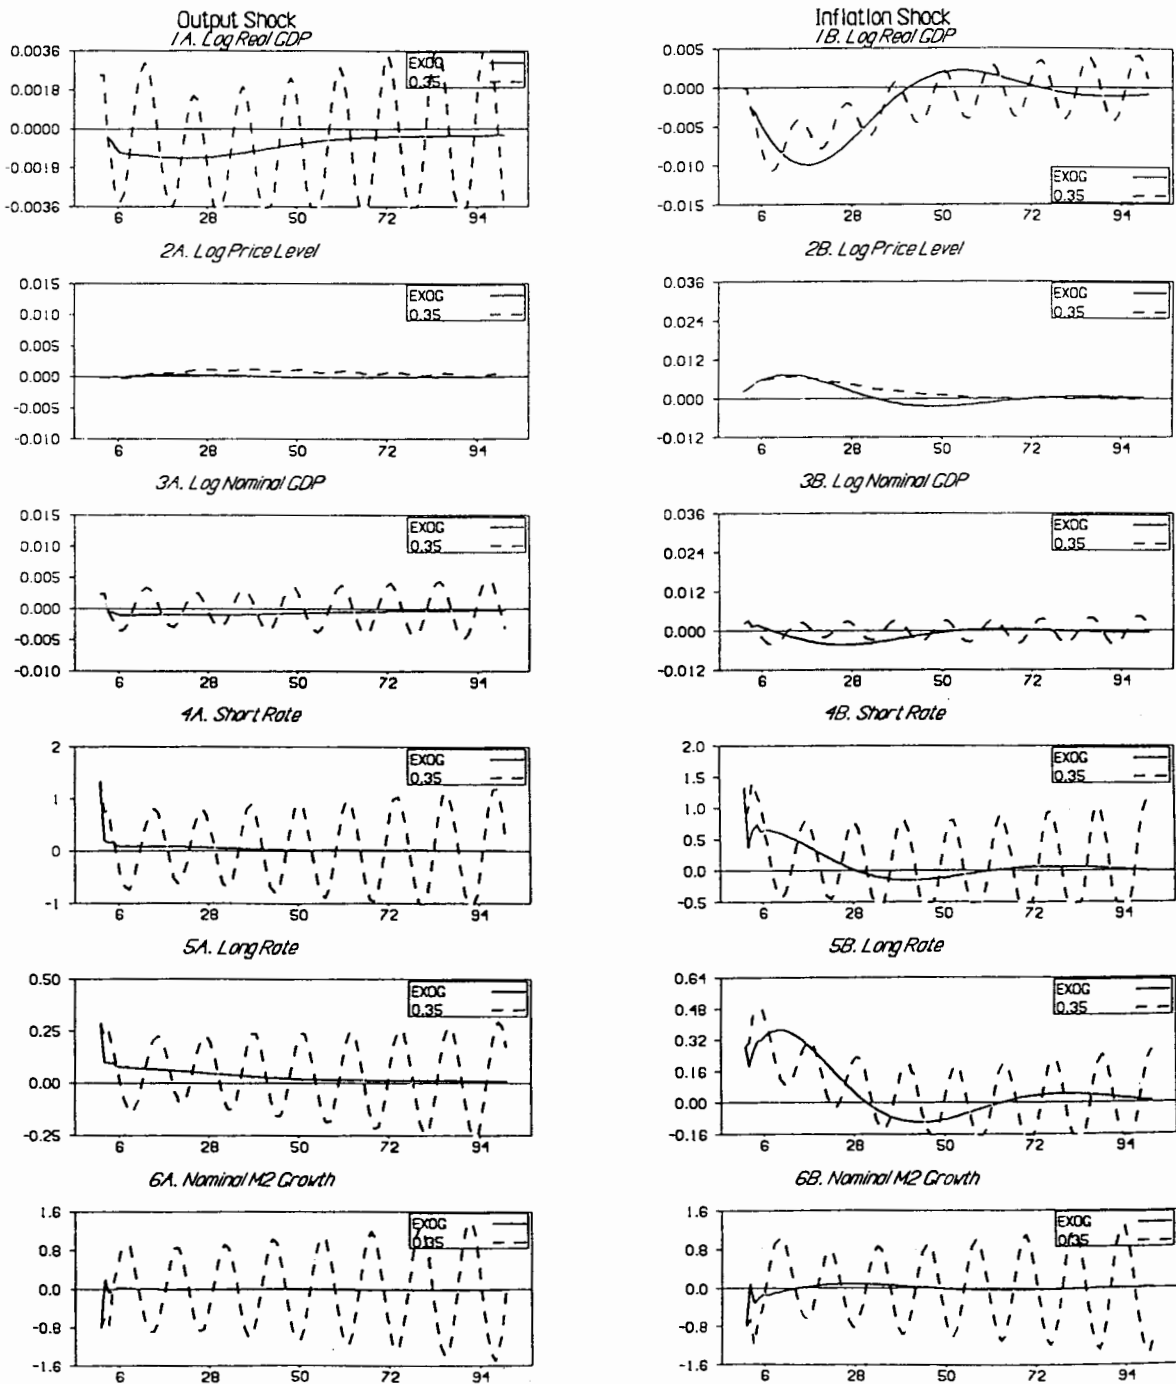 Output Shock
1A. Log Real GDP
0.0036
0.0018
0.0000
-0.0018
-0.0036
EXOG
0.35
6 28 50 72 94
2A. Log Price Level
0.015
0.010
0.005
0.000
-0.005
-0.010
EXOG
0.35
6 28 50 72 94
3A. Log Nominal GDP
0.015
0.010
0.005
0.000
-0.005
-0.010
EXOG
0.35
6 28 50 72 94
4A. Short Rate
2
1
0
-1
EXOG
0.35
6 28 50 72 94
5A. Long Rate
0.50
0.25
0.00
-0.25
EXOG
0.35
6 28 50 72 94
6A. Nominal M2 Growth
1.6
0.8
0.0
-0.8
-1.6
EXOG
0.35
6 28 50 72 94
Inflation Shock
1B. Log Real GDP
0.005
0.000
-0.005
-0.010
-0.015
EXOG
0.35
6 28 50 72 94
2B. Log Price Level
0.036
0.024
0.012
0.000
-0.012
EXOG
0.35
6 28 50 72 94
3B. Log Nominal GDP
0.036
0.024
0.012
0.000
-0.012
EXOG
0.35
6 28 50 72 94
4B. Short Rate
2.0
1.5
1.0
0.5
0.0
-0.5
EXOG
0.35
6 28 50 72 94
5B. Long Rate
0.64
0.48
0.32
0.16
0.00
-0.16
EXOG
0.35
6 28 50 72 94
6B. Nominal M2 Growth
1.6
0.8
0.0
-0.8
-1.6
EXOG
0.35
6 28 50 72 94